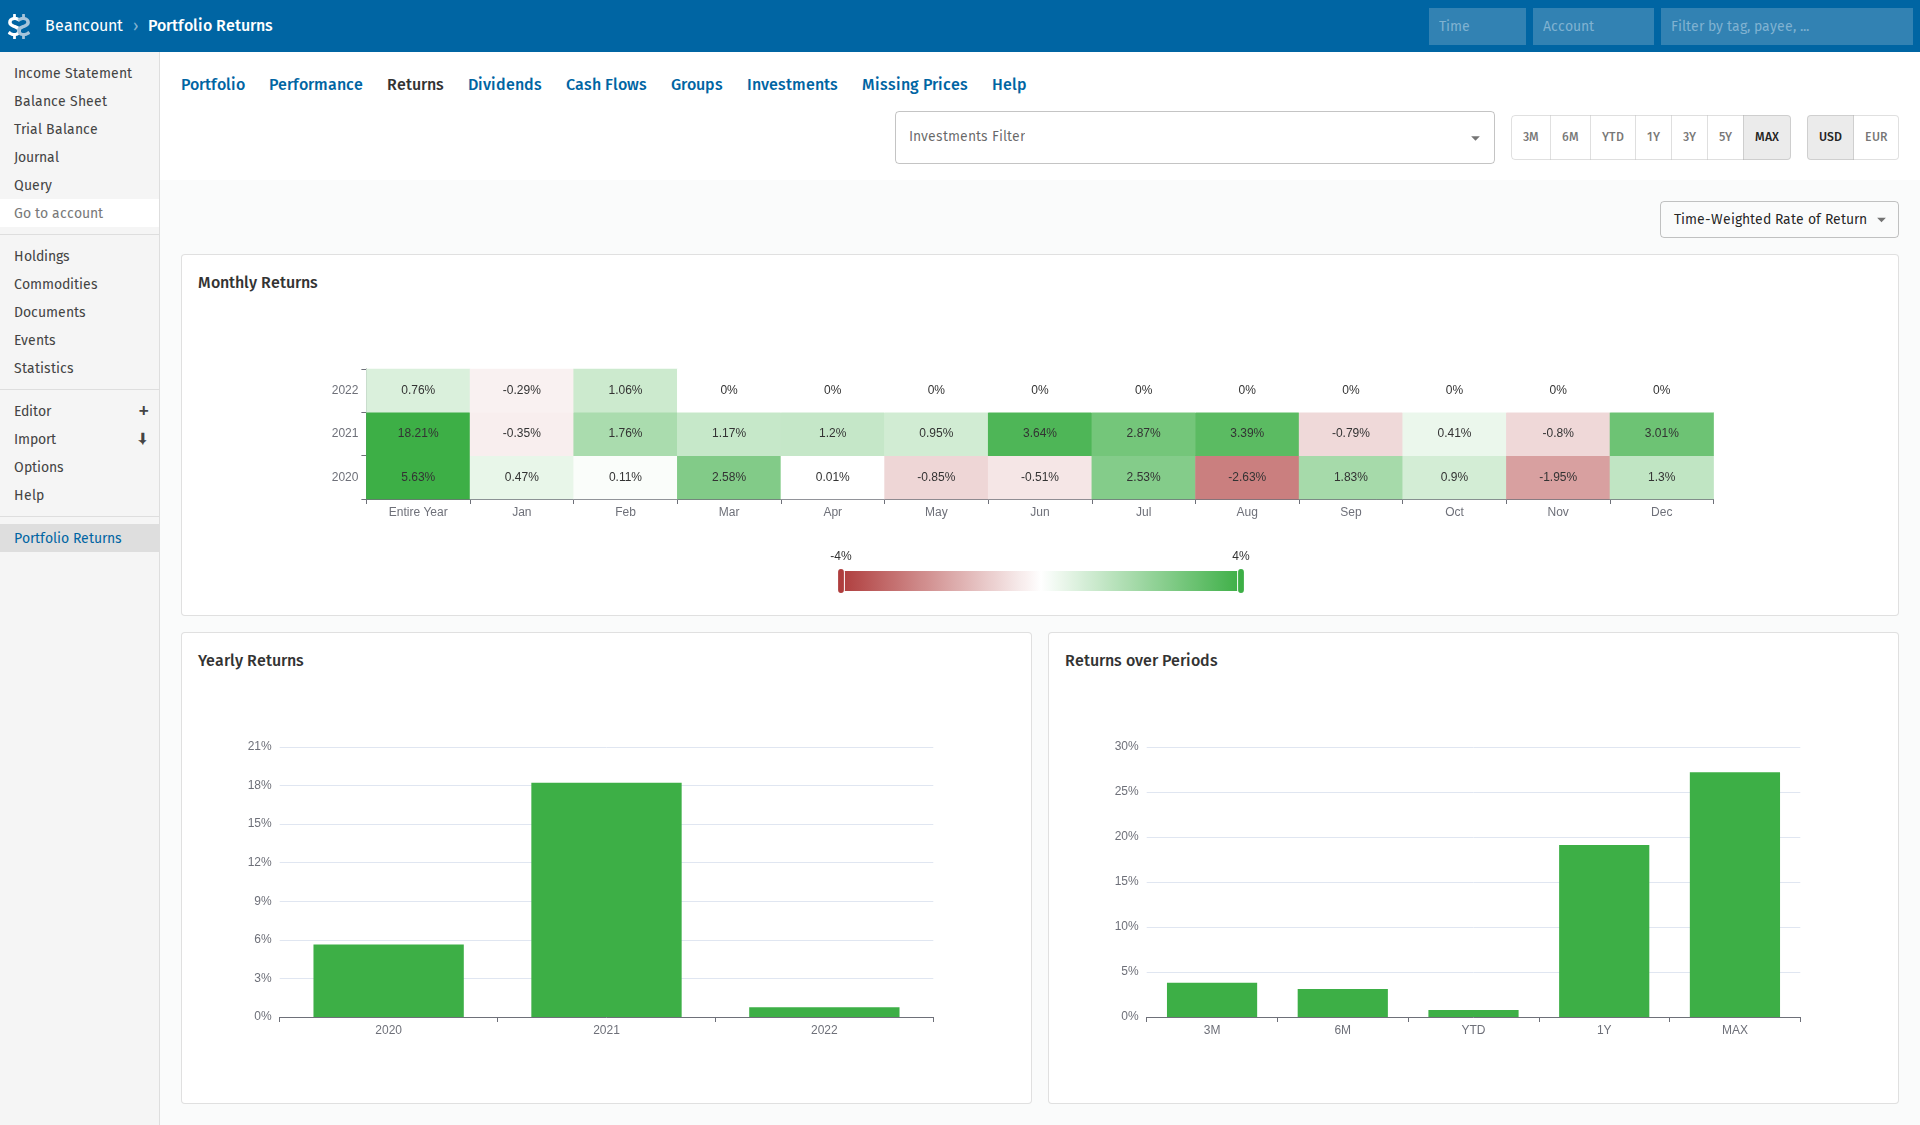 Beancount › Portfolio Returns
Time
Account
Filter by tag, payee, ...
Income Statement
Balance Sheet
Trial Balance
Journal
Query
Go to account
Holdings
Commodities
Documents
Events
Statistics
Editor +
Import
Options
Help
Portfolio Returns
Portfolio Performance Returns Dividends Cash Flows Groups Investments Missing Prices Help
Investments Filter
3M 6M YTD 1Y 3Y 5Y MAX
USD EUR
Time-Weighted Rate of Return
Monthly Returns
2022 0.76% -0.29% 1.06% 0% 0% 0% 0% 0% 0% 0% 0% 0% 0%
2021 18.21% -0.35% 1.76% 1.17% 1.2% 0.95% 3.64% 2.87% 3.39% -0.79% 0.41% -0.8% 3.01%
2020 5.63% 0.47% 0.11% 2.58% 0.01% -0.85% -0.51% 2.53% -2.63% 1.83% 0.9% -1.95% 1.3%
Entire Year Jan Feb Mar Apr May Jun Jul Aug Sep Oct Nov Dec
-4% 4%
Yearly Returns
21%
18%
15%
12%
9%
6%
3%
0%
2020 2021 2022
Returns over Periods
30%
25%
20%
15%
10%
5%
0%
3M 6M YTD 1Y MAX